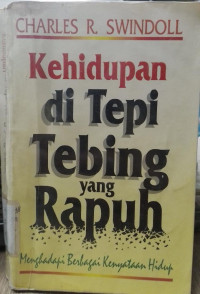 CHARLES R. SWINDOLL
Kehidupan
di Tepi
Tebing
yang
Rapuh
Menghadapi Berbagai Kenyataan Hidup